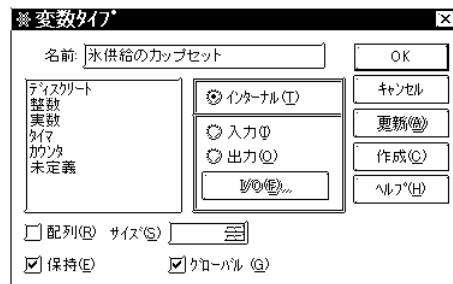 変数ﾀｲﾌﾟ
名前: 氷供給のカップセット
OK
ﾃﾞｨｽｸﾘｰﾄ
整数
実数
ﾀｲﾏ
ｶｳﾝﾀ
未定義
ｲﾝﾀｰﾅﾙ(T)
入力(I)
出力(O)
I/O(E)...
ｷｬﾝｾﾙ
更新(A)
作成(C)
ﾍﾙﾌﾟ(H)
配列(R) ｻｲｽﾞ(S)
保持(E) ｸﾞﾛｰﾊﾞﾙ (G)